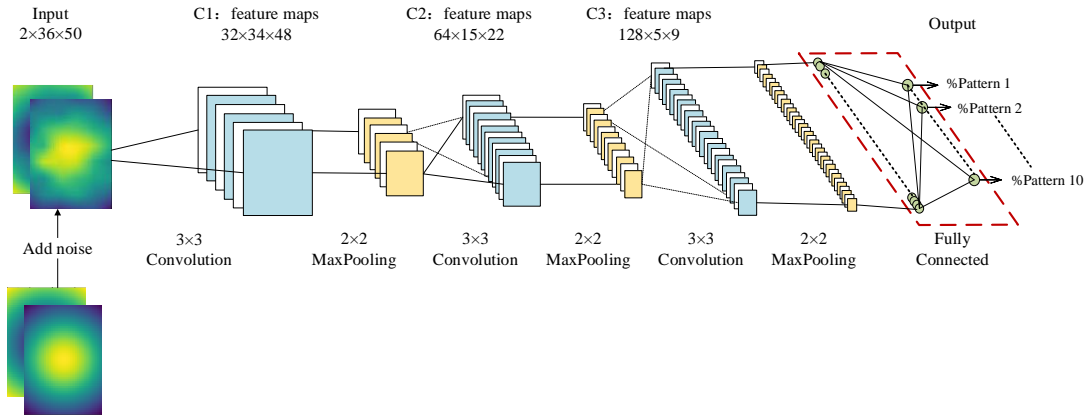 Input
2×36×50
C1：feature maps
32×34×48
C2：feature maps
64×15×22
C3：feature maps
128×5×9
Output
%Pattern 1
%Pattern 2
%Pattern 10
Add noise
3×3
Convolution
2×2
MaxPooling
3×3
Convolution
2×2
MaxPooling
3×3
Convolution
2×2
MaxPooling
Fully
Connected